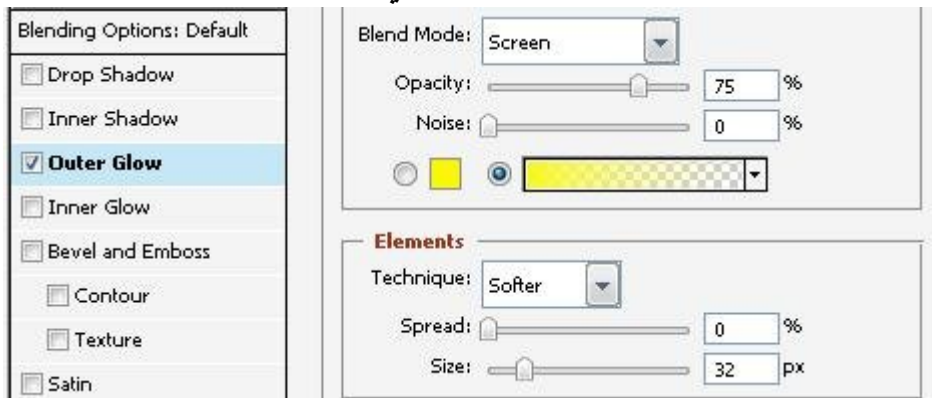 Blending Options: Default
Drop Shadow
Inner Shadow
Outer Glow
Inner Glow
Bevel and Emboss
Contour
Texture
Satin
Blend Mode: Screen
Opacity: 75 %
Noise: 0 %
Elements
Technique: Softer
Spread: 0 %
Size: 32 px